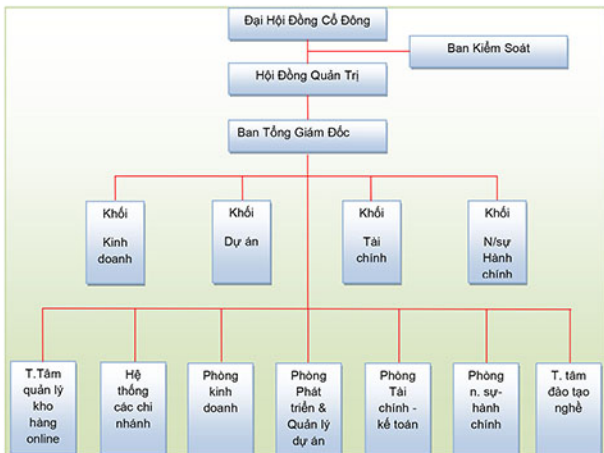 Đại Hội Đồng Cổ Đông
Ban Kiểm Soát
Hội Đồng Quản Trị
Ban Tổng Giám Đốc
Khối
Kinh
doanh
Khối
Dự án
Khối
Tài
chính
Khối
N/sự
Hành
chính
T.Tâm
quản lý
kho
hàng
online
Hệ
thống
các chi
nhánh
Phòng
kinh
doanh
Phòng
Phát
triển &
Quản lý
dự án
Phòng
Tài
chính -
kế toán
Phòng
n. sự-
hành
chính
T. tâm
đào tạo
nghề